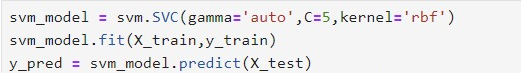 svm_model = svm.SVC(gamma='auto',C=5,kernel='rbf')
svm_model.fit(X_train,y_train)
y_pred = svm_model.predict(X_test)